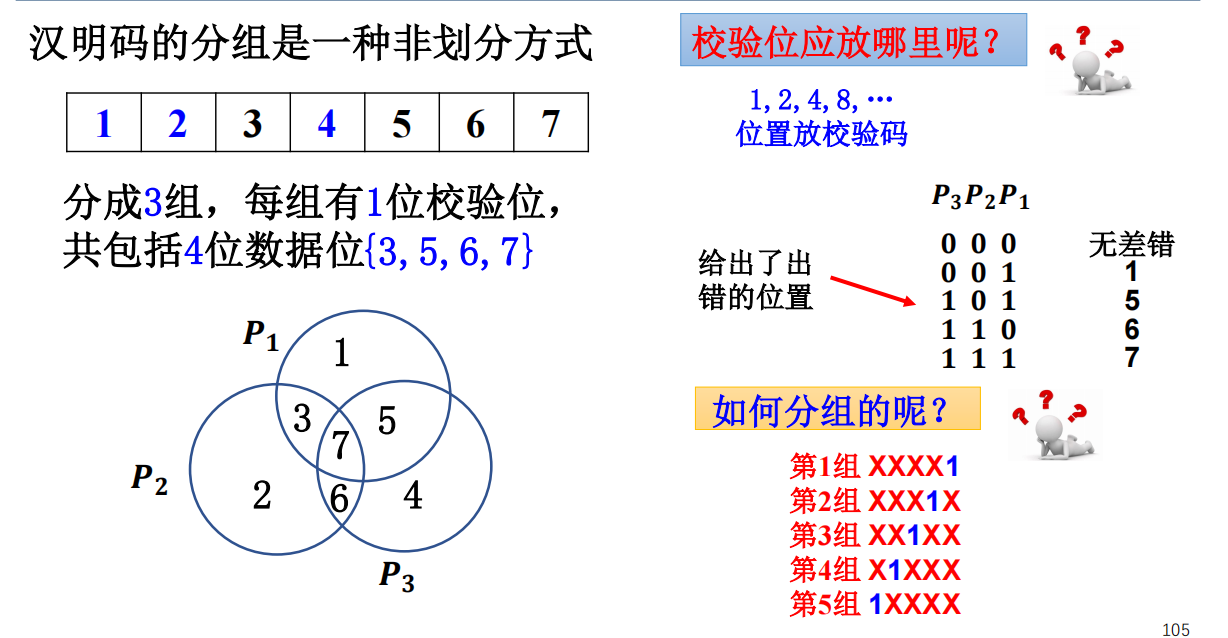 汉明码的分组是一种非划分方式
1 2 3 4 5 6 7
分成3组，每组有1位校验位，
共包括4位数据位{3,5,6,7}
P₁
1
3
5
7
P₂
2
6
4
P₃
校验位应放哪里呢？
1,2,4,8,…
位置放校验码
P₃P₂P₁
给出了出
错的位置
0 0 0 无差错
0 0 1 1
1 0 1 5
1 1 0 6
1 1 1 7
如何分组的呢？
第1组 XXXX1
第2组 XXX1X
第3组 XX1XX
第4组 X1XXX
第5组 1XXXX
105